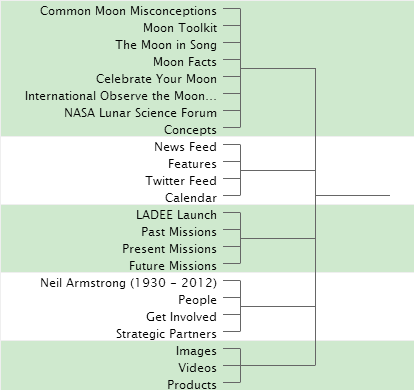 Common Moon Misconceptions
Moon Toolkit
The Moon in Song
Moon Facts
Celebrate Your Moon
International Observe the Moon...
NASA Lunar Science Forum
Concepts
News Feed
Features
Twitter Feed
Calendar
LADEE Launch
Past Missions
Present Missions
Future Missions
Neil Armstrong (1930 - 2012)
People
Get Involved
Strategic Partners
Images
Videos
Products